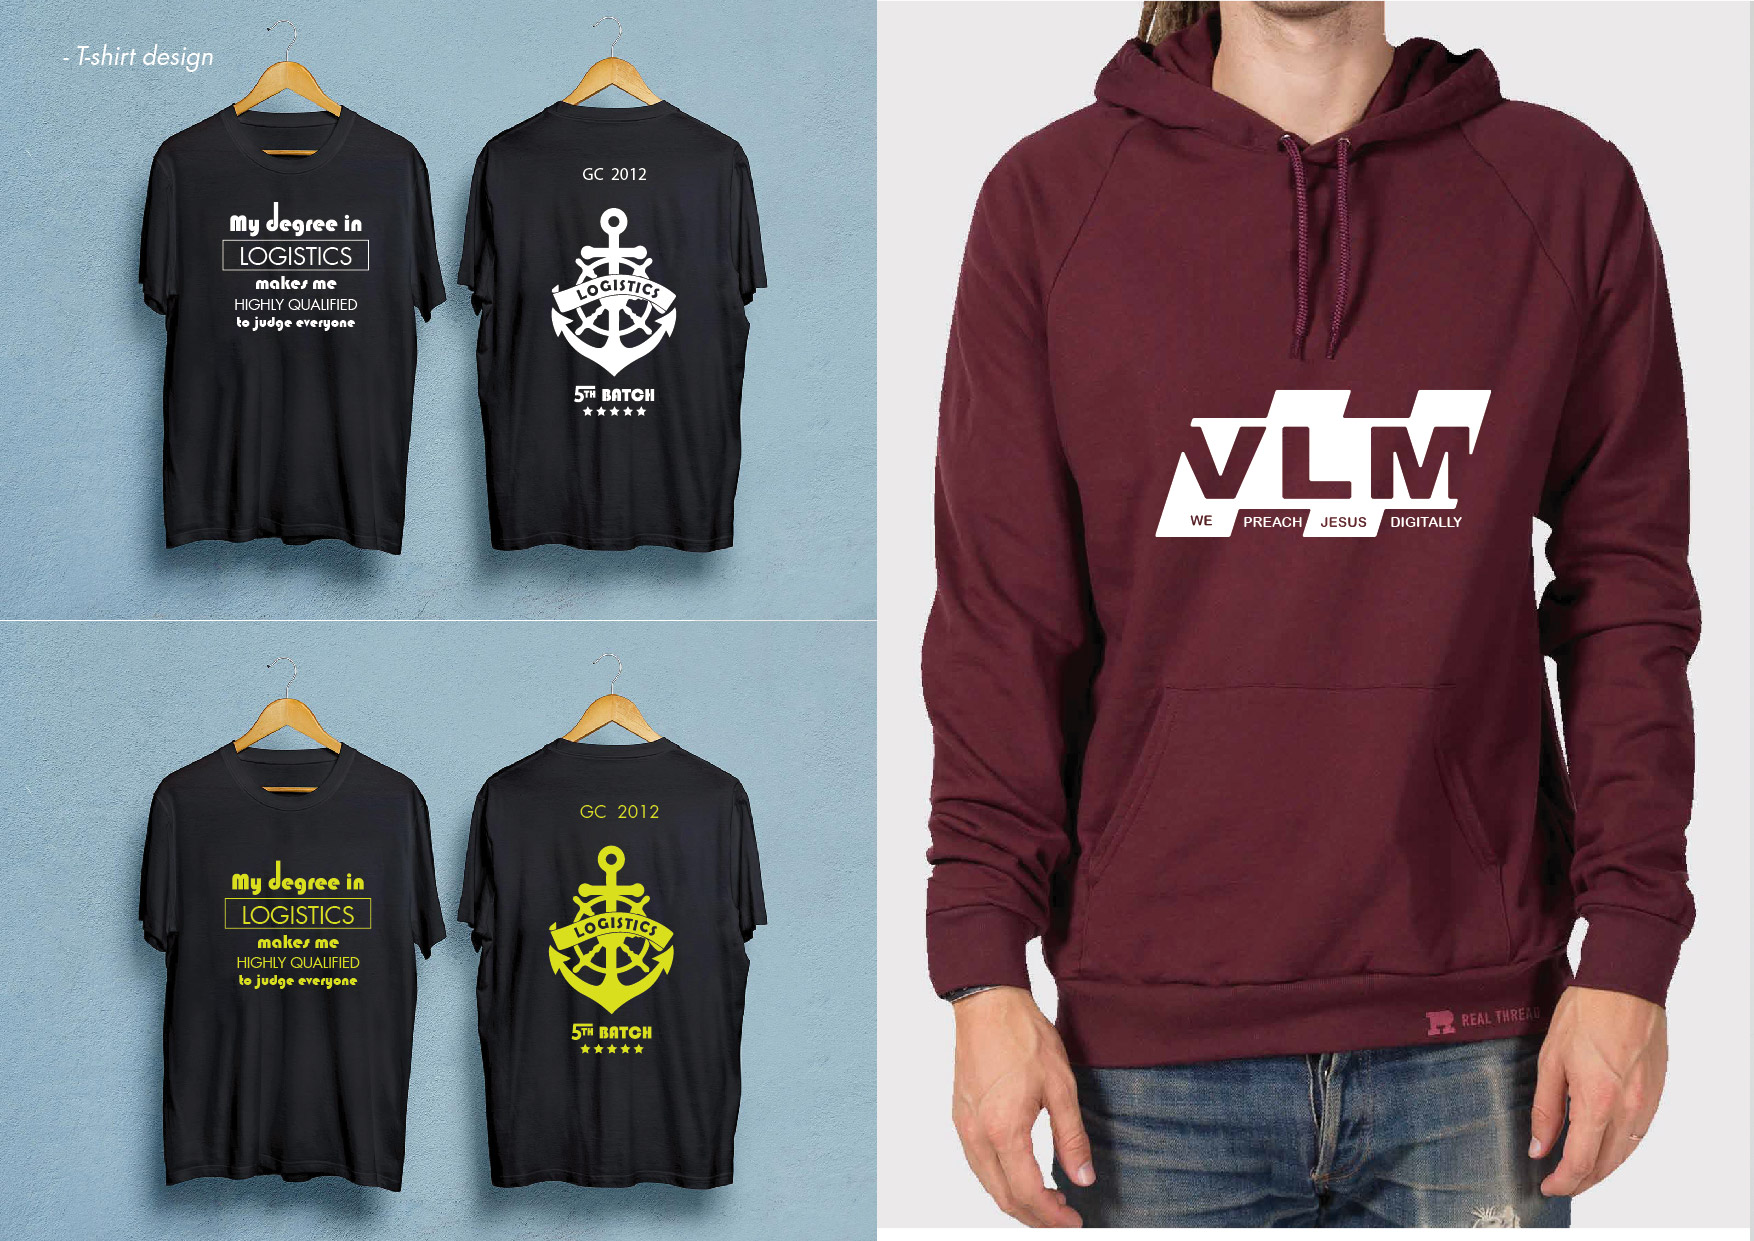 - T-shirt design
My degree in
LOGISTICS
makes me
HIGHLY QUALIFIED
to judge everyone
GC 2012
LOGISTICS
5TH BATCH
My degree in
LOGISTICS
makes me
HIGHLY QUALIFIED
to judge everyone
GC 2012
LOGISTICS
5TH BATCH
VLM
WE PREACH JESUS DIGITALLY
R REAL THREAD